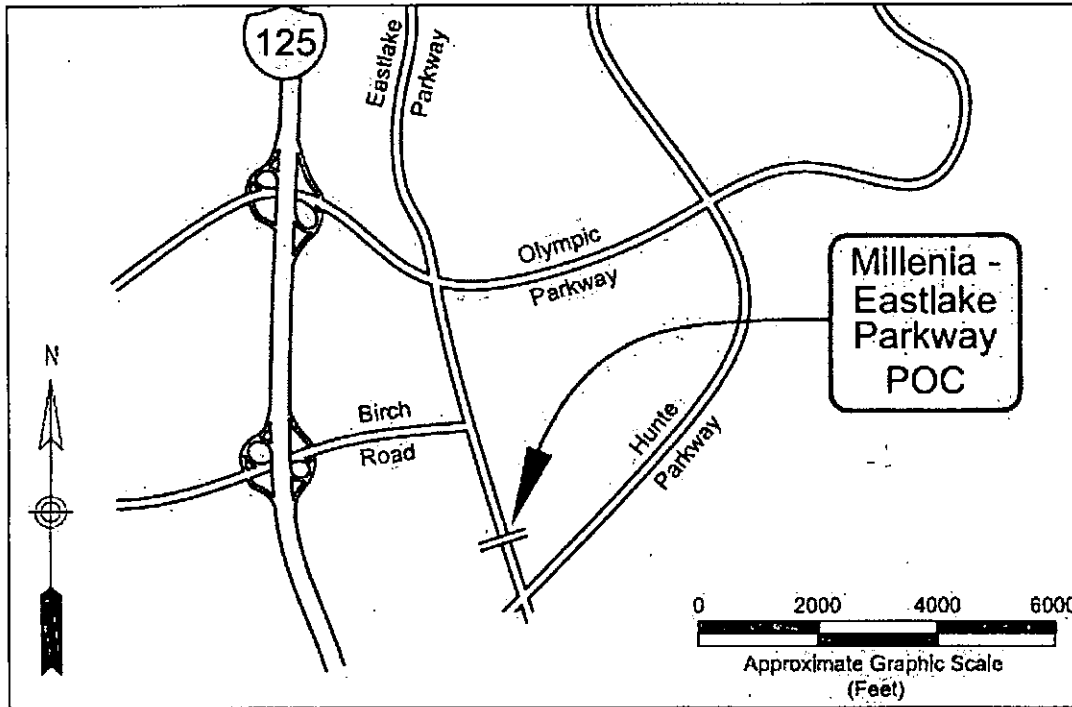 125
Eastlake
Parkway
Olympic
Parkway
Millenia -
Eastlake
Parkway
POC
N
Birch
Road
Hunte
Parkway
0 2000 4000 6000
Approximate Graphic Scale
(Feet)